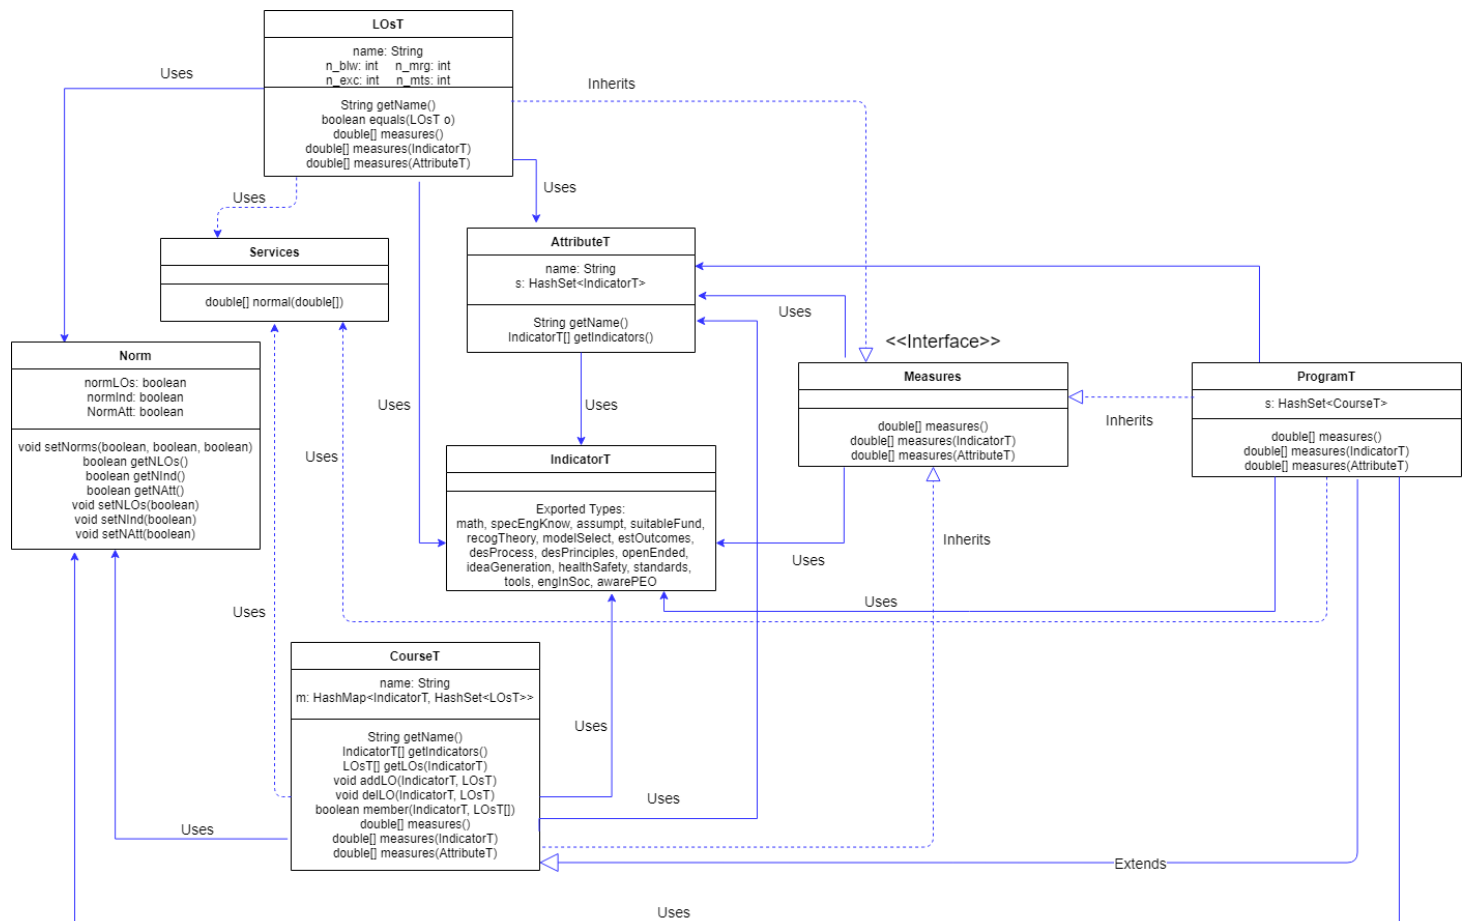 LOsT
name: String
n_blw: int n_mrg: int
n_exc: int n_mts: int
String getName()
boolean equals(LOsT o)
double[] measures()
double[] measures(IndicatorT)
double[] measures(AttributeT)
Uses
Inherits
Uses
Uses
Services
double[] normal(double[])
AttributeT
name: String
s: HashSet<IndicatorT>
String getName()
IndicatorT[] getIndicators()
Uses
<<Interface>>
Norm
normLOs: boolean
normInd: boolean
NormAtt: boolean
void setNorms(boolean, boolean, boolean)
boolean getNLOs()
boolean getNInd()
boolean getNAtt()
void setNLOs(boolean)
void setNInd(boolean)
void setNAtt(boolean)
Measures
double[] measures()
double[] measures(IndicatorT)
double[] measures(AttributeT)
ProgramT
s: HashSet<CourseT>
double[] measures()
double[] measures(IndicatorT)
double[] measures(AttributeT)
Uses
Uses
Inherits
Uses
IndicatorT
Exported Types:
math, specEngKnow, assumpt, suitableFund,
recogTheory, modelSelect, estOutcomes,
desProcess, desPrinciples, openEnded,
ideaGeneration, healthSafety, standards,
tools, engInSoc, awarePEO
Inherits
Uses
Uses
Uses
CourseT
name: String
m: HashMap<IndicatorT, HashSet<LOsT>>
String getName()
IndicatorT[] getIndicators()
LOsT[] getLOs(IndicatorT)
void addLO(IndicatorT, LOsT)
void delLO(IndicatorT, LOsT)
boolean member(IndicatorT, LOsT[])
double[] measures()
double[] measures(IndicatorT)
double[] measures(AttributeT)
Uses
Uses
Uses
Extends
Uses